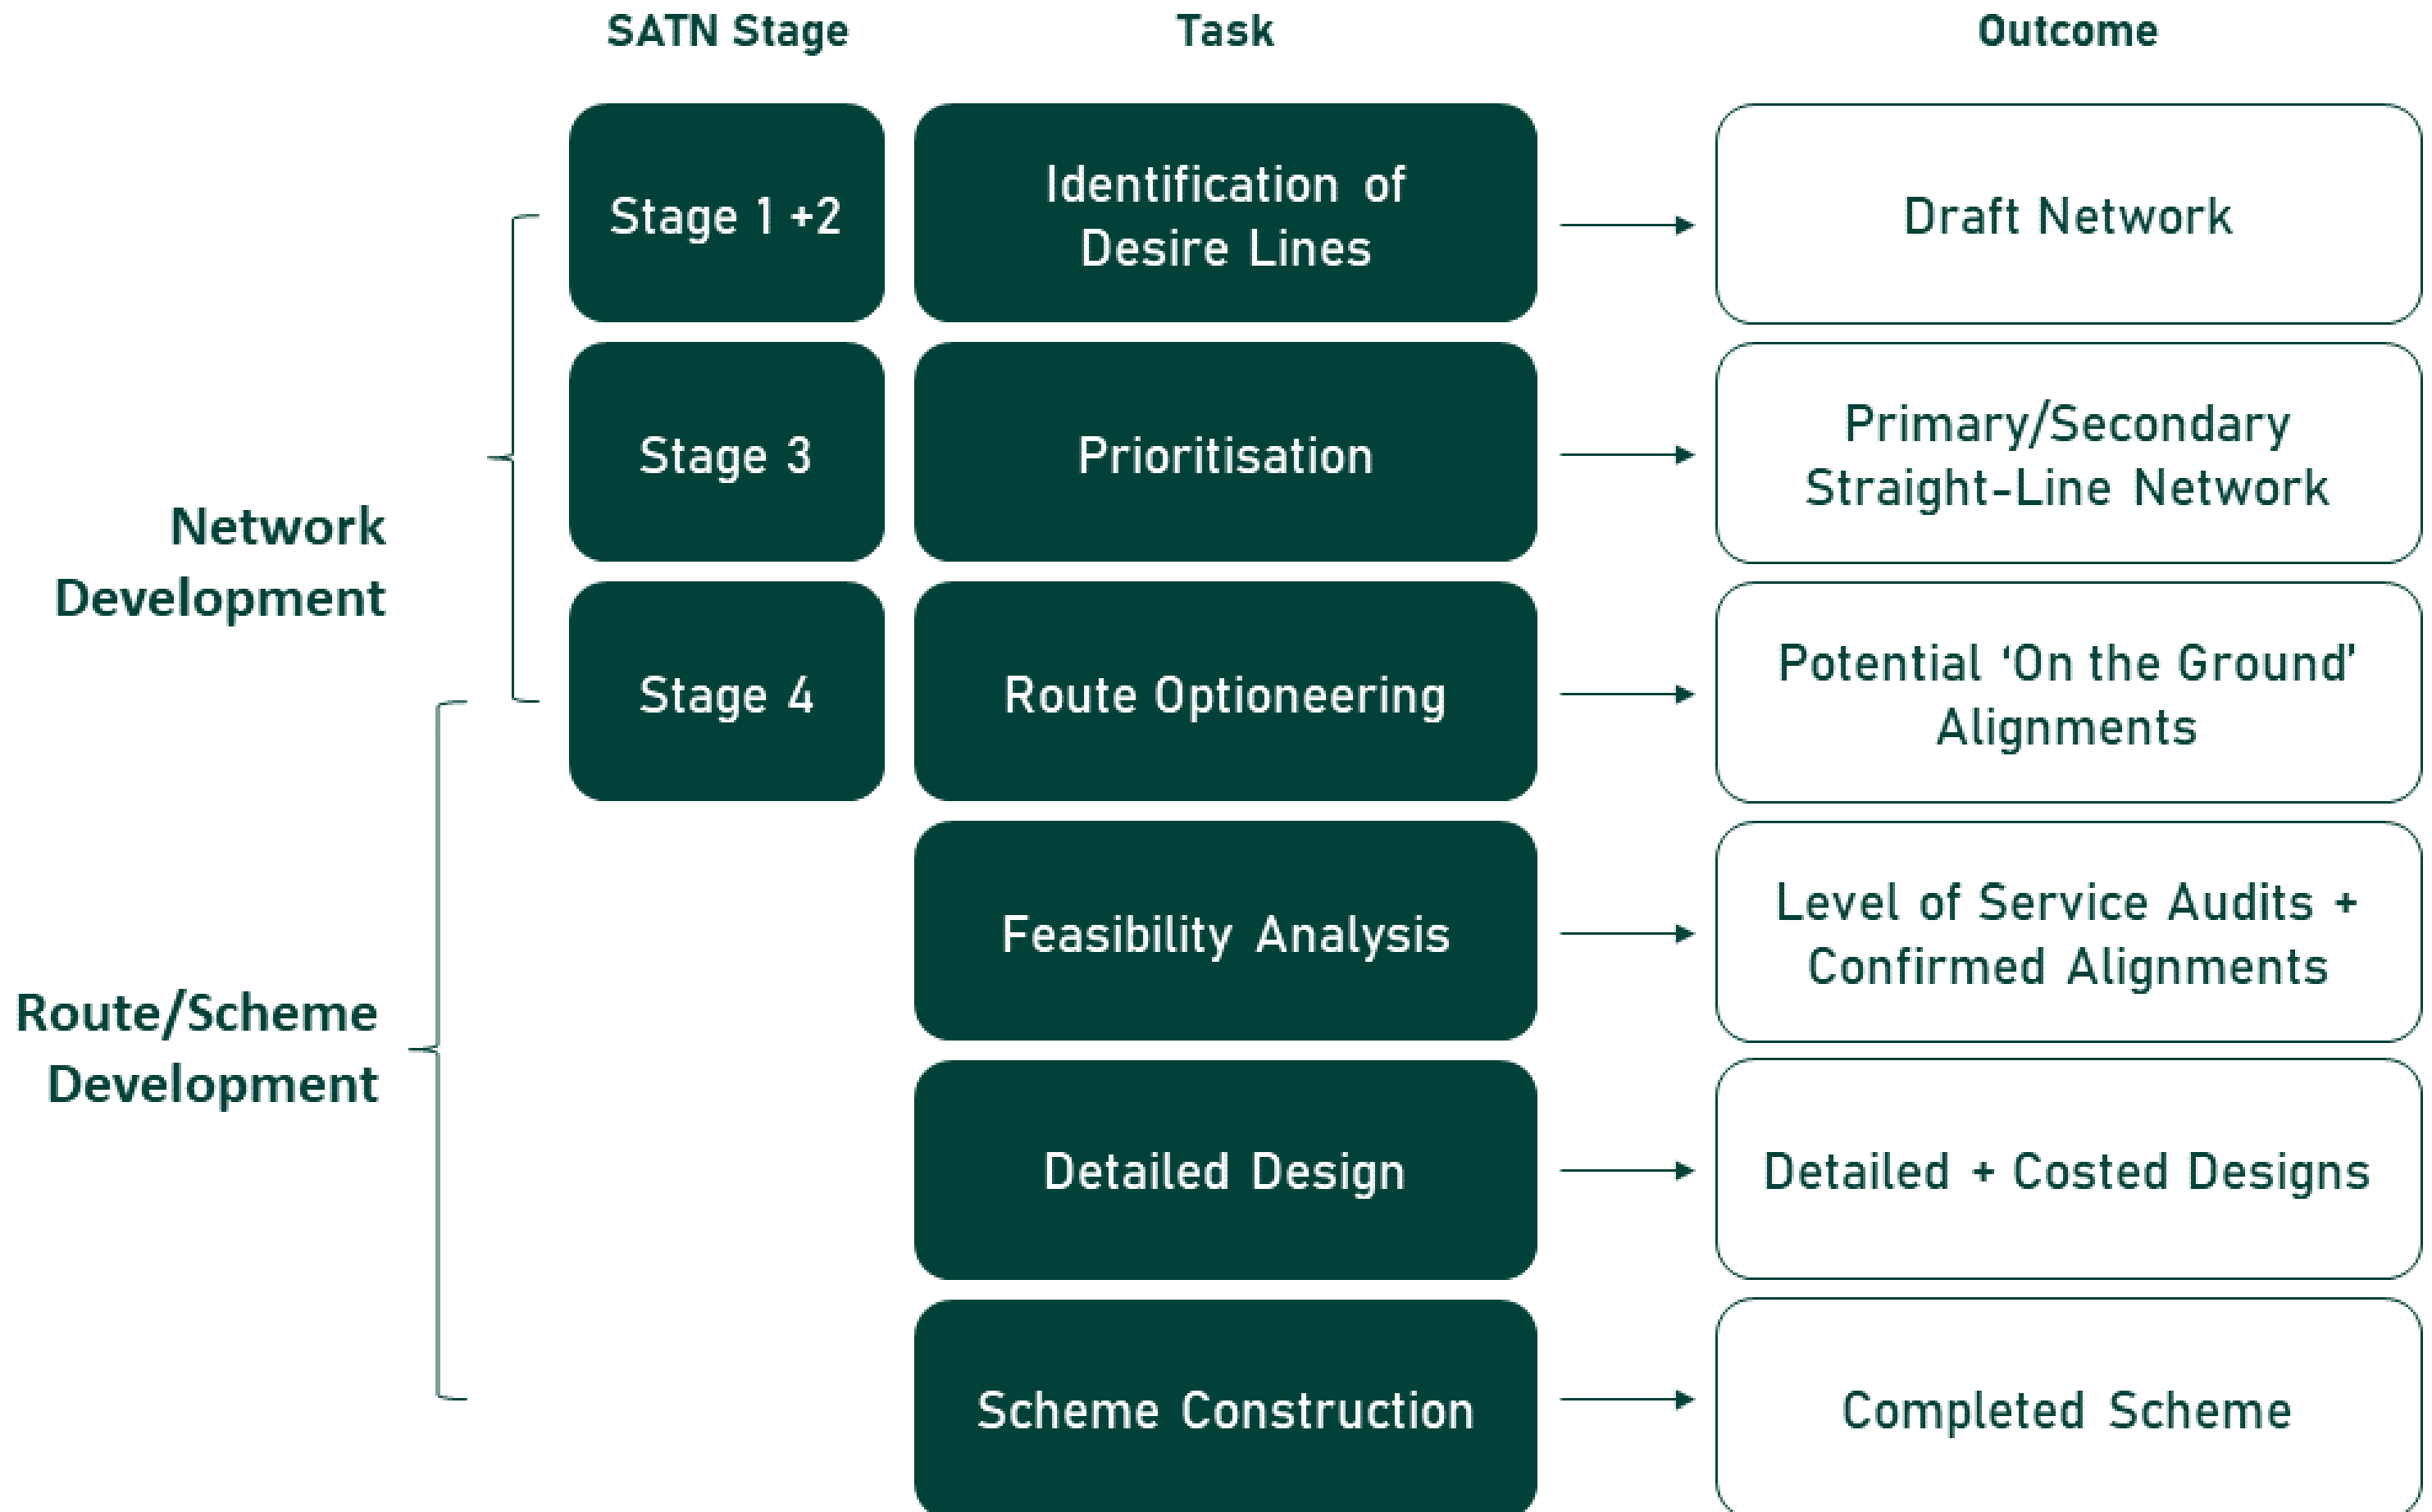 SATN Stage
Task
Outcome
Stage 1 +2
Identification of
Desire Lines
Draft Network
Stage 3
Prioritisation
Primary/Secondary
Straight-Line Network
Network
Development
Stage 4
Route Optioneering
Potential ‘On the Ground’
Alignments
Feasibility Analysis
Level of Service Audits +
Confirmed Alignments
Route/Scheme
Development
Detailed Design
Detailed + Costed Designs
Scheme Construction
Completed Scheme